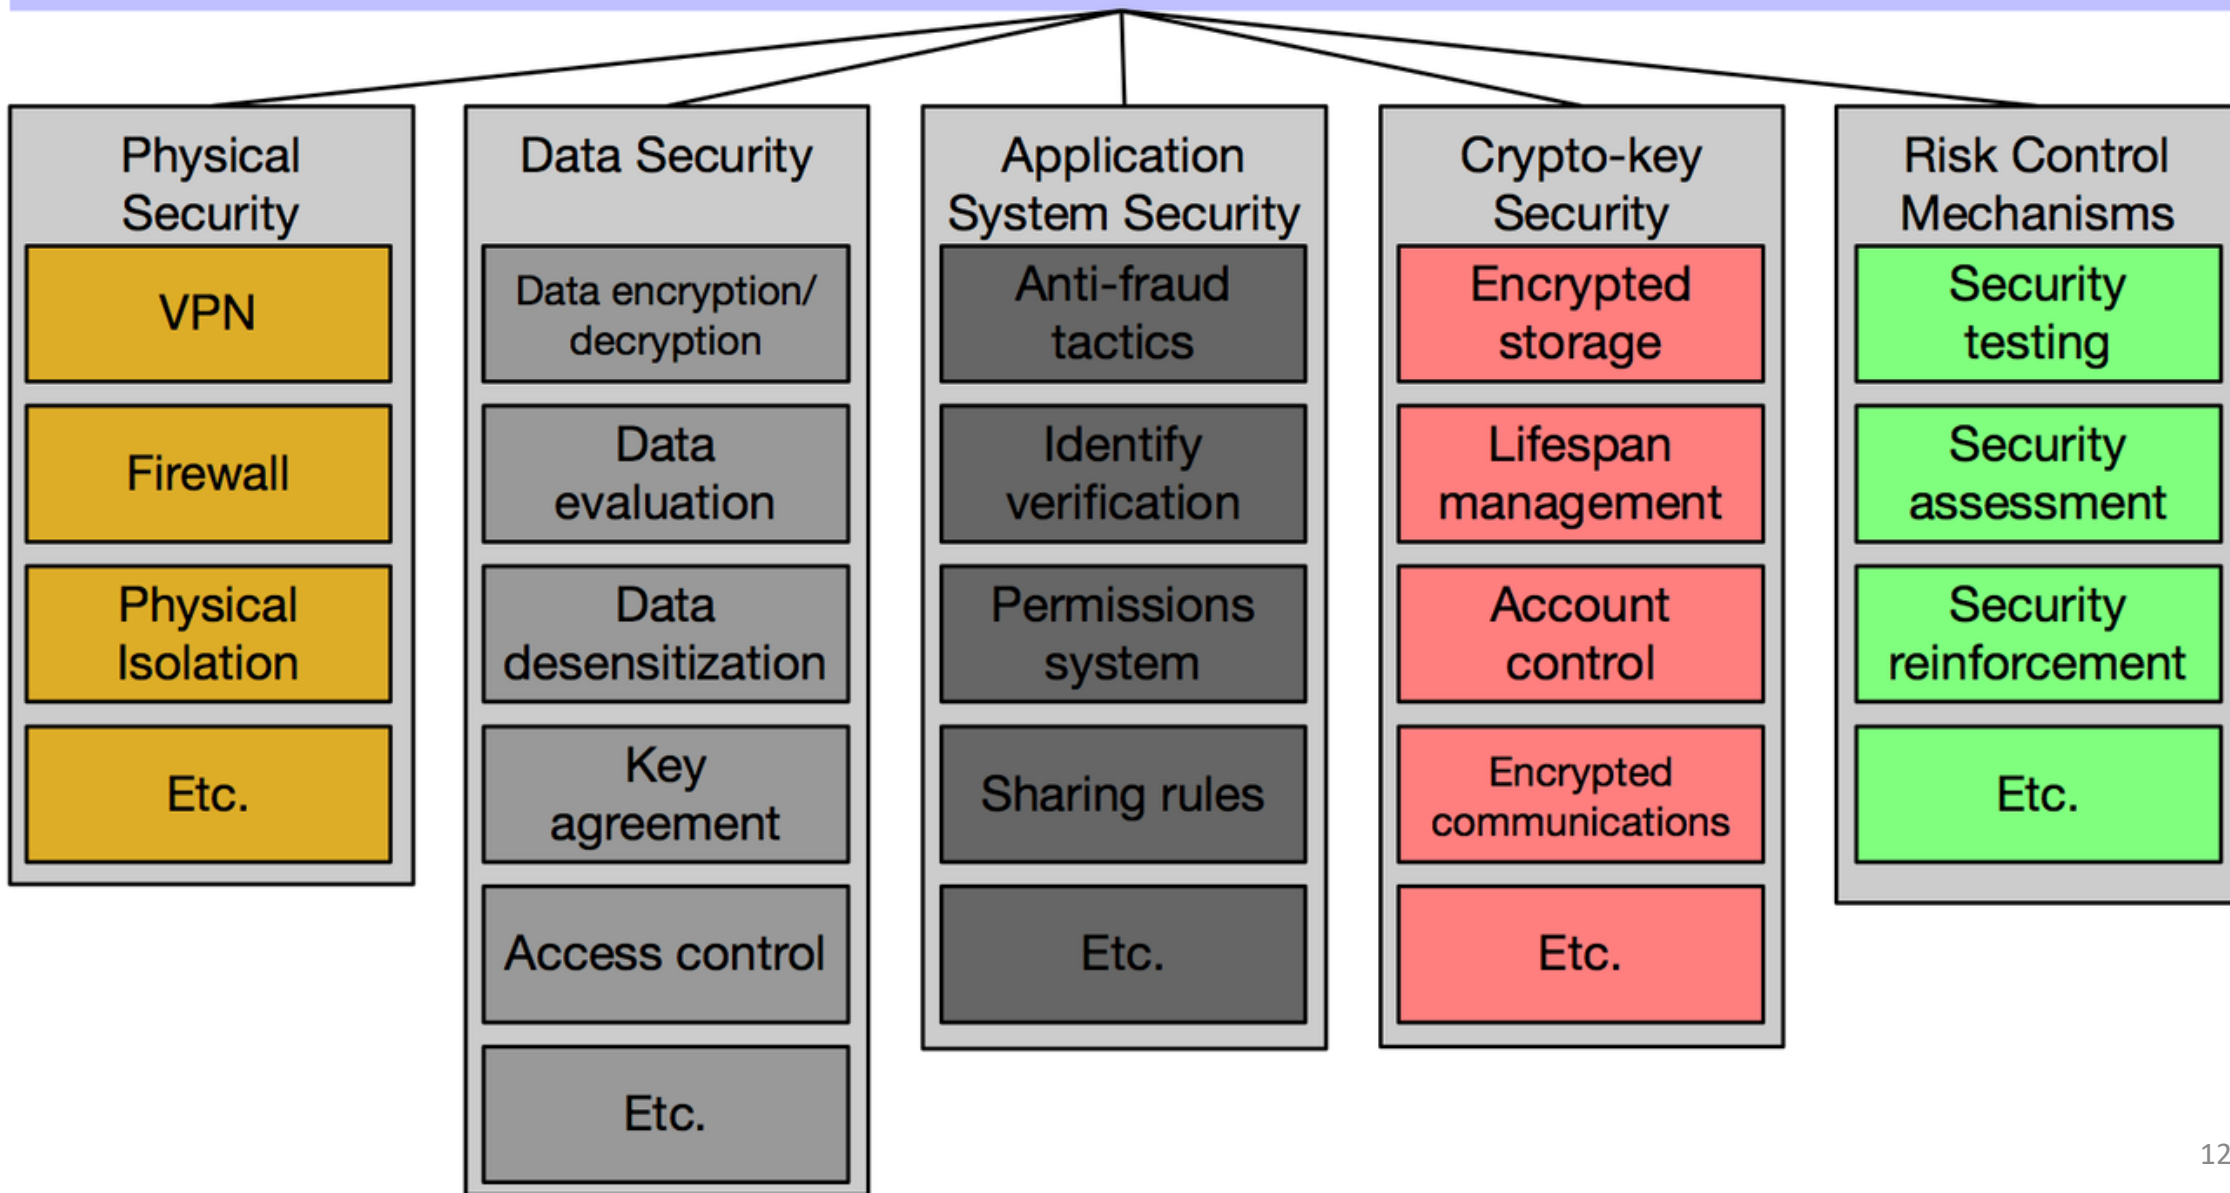 Physical
Security
VPN
Firewall
Physical
Isolation
Etc.
Data Security
Data encryption/
decryption
Data
evaluation
Data
desensitization
Key
agreement
Access control
Etc.
Application
System Security
Anti-fraud
tactics
Identify
verification
Permissions
system
Sharing rules
Etc.
Crypto-key
Security
Encrypted
storage
Lifespan
management
Account
control
Encrypted
communications
Etc.
Risk Control
Mechanisms
Security
testing
Security
assessment
Security
reinforcement
Etc.
12